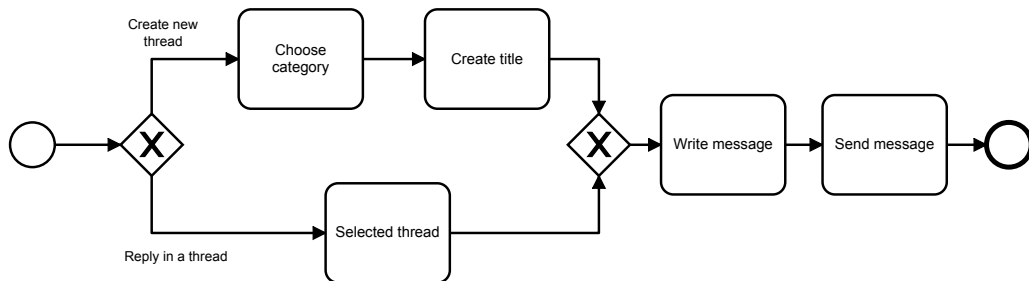 Create new
thread
Choose
category
Create title
Write message
Send message
Selected thread
Reply in a thread